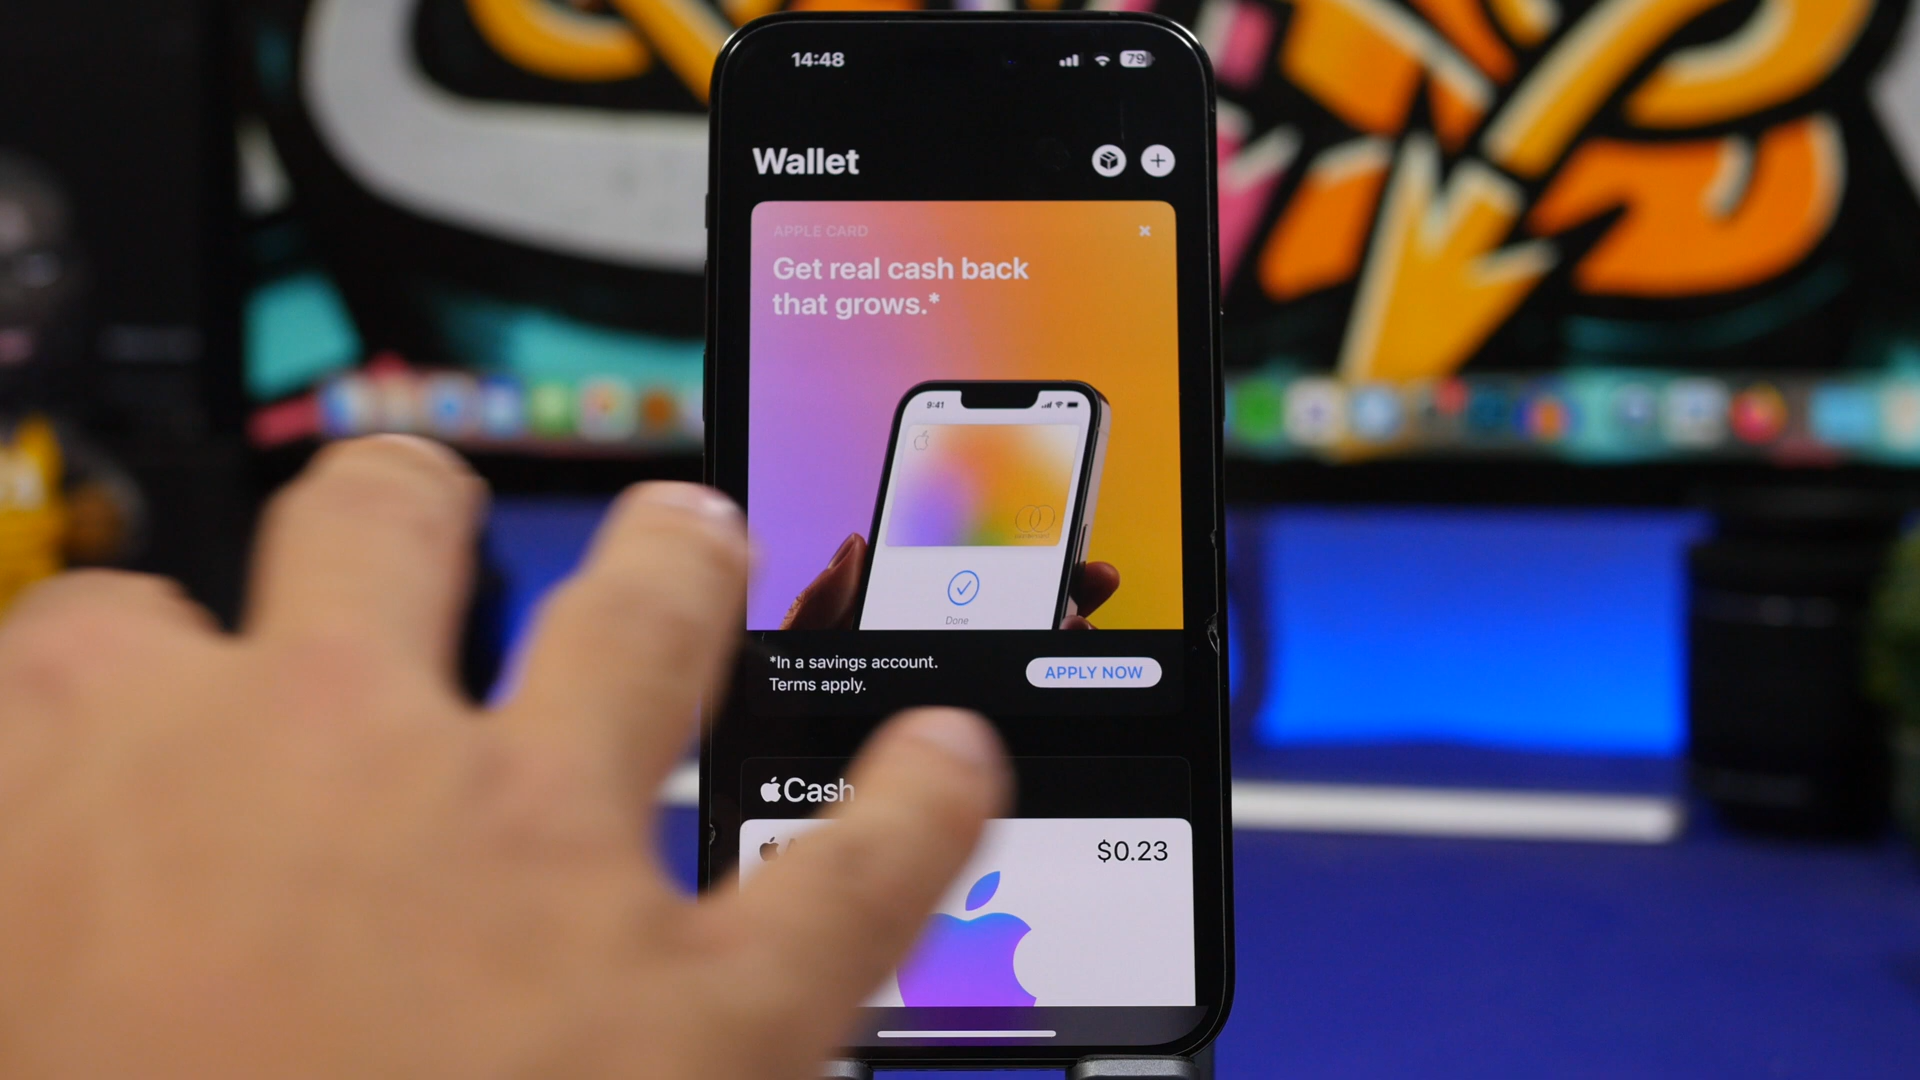 14:48
79
Wallet
APPLE CARD
Get real cash back
that grows.*
9:41
Done
*In a savings account.
Terms apply.
APPLY NOW
Cash
$0.23